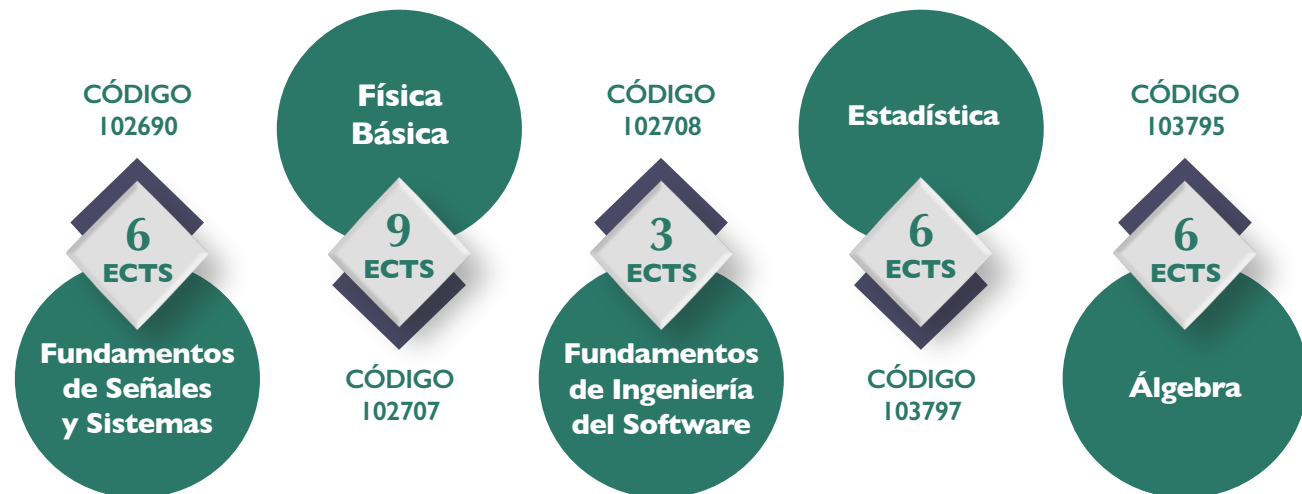 CÓDIGO
102690
6
ECTS
Fundamentos
de Señales
y Sistemas
Física
Básica
9
ECTS
CÓDIGO
102707
CÓDIGO
102708
3
ECTS
Fundamentos
de Ingeniería
del Software
Estadística
6
ECTS
CÓDIGO
103797
CÓDIGO
103795
6
ECTS
Álgebra